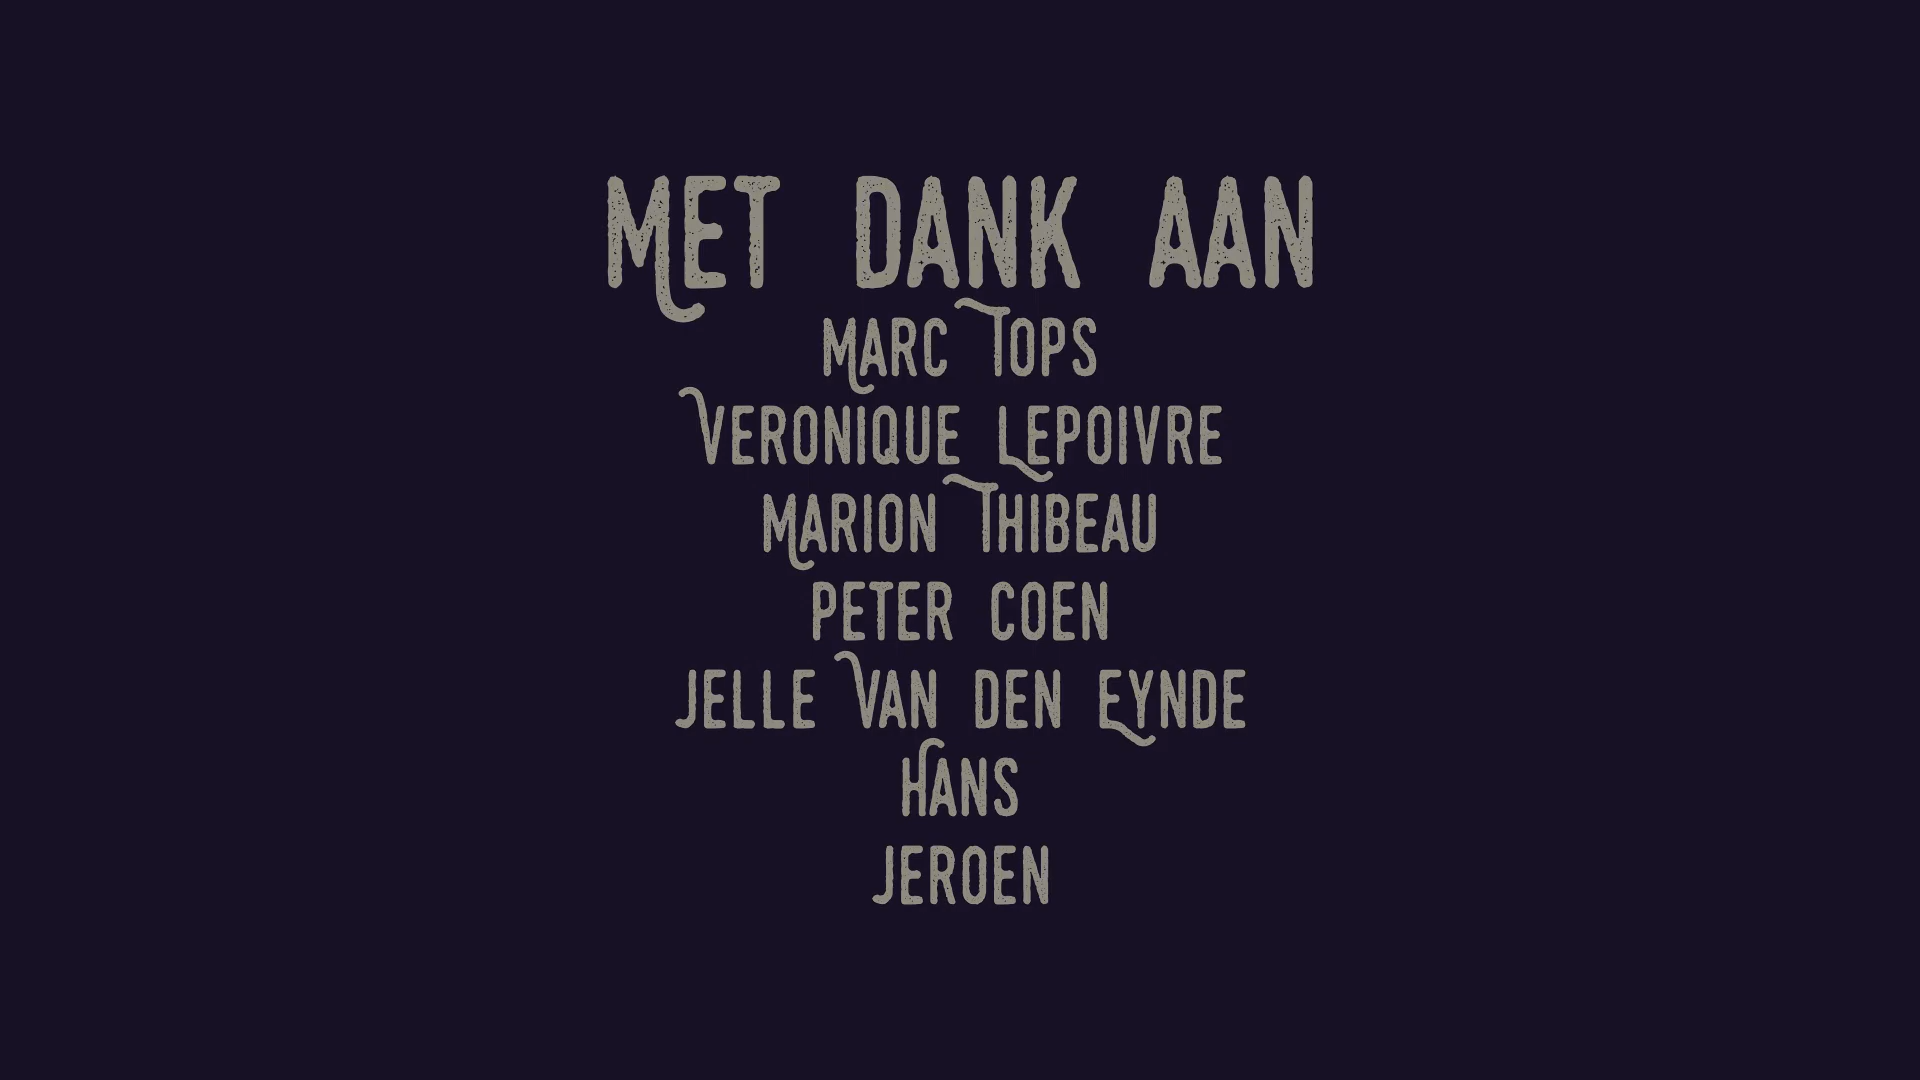 MET DANK AAN
MARC TOPS
VERONIQUE LEPOIVRE
MARION THIBEAU
PETER COEN
JELLE VAN DEN EYNDE
HANS
JEROEN